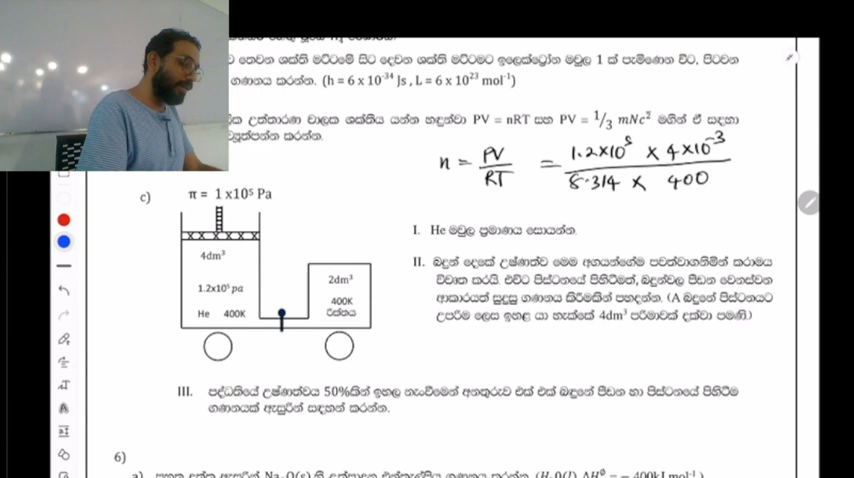 ව තෙවන ශක්ති මට්ටමේ සිට දෙවන ශක්ති මට්ටමට ඉලෙක්ට්‍රෝන මවුල 1 ක් පැමිණෙන විට, පිටවන
ගණනය කරන්න. (h = 6 x 10⁻³⁴ Js , L = 6 x 10²³ mol⁻¹)
ක උත්තාරණ චාලක ශක්තිය යන්න හඳුන්වා PV = nRT සහ PV = 1/3 mNc² මගින් ඒ සඳහා
ව්‍යුත්පන්න කරන්න.
n = PV/RT = 1.2×10⁵ × 4×10⁻³ / 8.314 × 400
c) π = 1 x10⁵ Pa
4dm³
1.2x10⁵ pa
He 400K
2dm³
400K
රික්තය
I. He මවුල ප්‍රමාණය සොයන්න.
II. බඳුන් දෙකේ උෂ්ණත්ව මෙම අගයන්ගේම පවත්වාගනිමින් කරාමය
විවෘත කරයි. එවිට පිස්ටනයේ පිහිටීමත්, බඳුන්වල පීඩන වෙනස්වන
ආකාරයත් සුදුසු ගණනය කිරීමකින් පහදන්න. (A බඳුනේ පිස්ටනයට
උපරිම ලෙස ඉහළ යා හැක්කේ 4dm³ පරිමාවක් දක්වා පමණි.)
III. පද්ධතියේ උෂ්ණත්වය 50%කින් ඉහල නැංවීමෙන් අනතුරුව එක් එක් බඳුනේ පීඩන හා පිස්ටනයේ පිහිටීම
ගණනයක් ඇසුරින් සඳහන් කරන්න.
6)